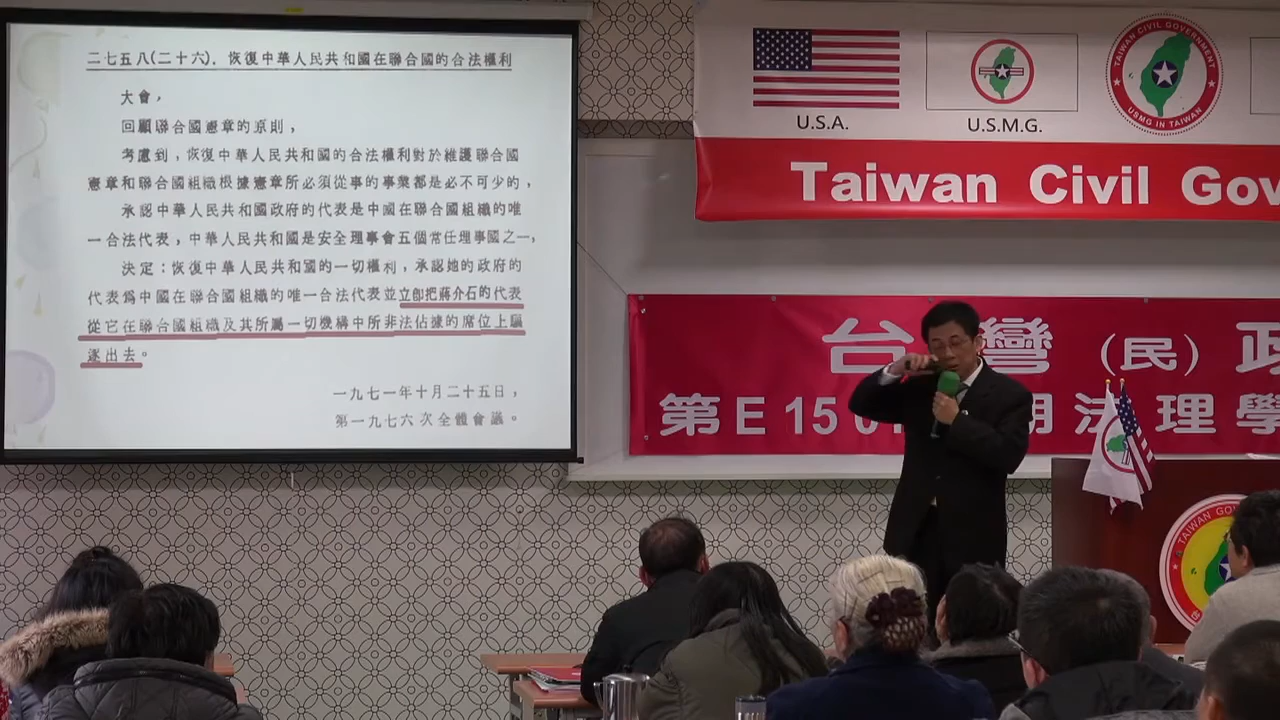 二七五八(二十六). 恢復中華人民共和國在聯合國的合法權利
大會，
回顧聯合國憲章的原則，
考慮到，恢復中華人民共和國的合法權利對於維護聯合國
憲章和聯合國組織根據憲章所必須從事的事業都是必不可少的，
承認中華人民共和國政府的代表是中國在聯合國組織的唯
一合法代表，中華人民共和國是安全理事會五個常任理事國之一，
決定：恢復中華人民共和國的一切權利，承認她的政府的
代表爲中國在聯合國組織的唯一合法代表並立卽把蔣介石的代表
從它在聯合國組織及其所屬一切機構中所非法佔據的席位上驅
逐出去。
一九七一年十月二十五日，
第一九七六次全體會議。
U.S.A.
U.S.M.G.
TAIWAN CIVIL GOVERNMENT
USMG IN TAIWAN
Taiwan Civil Gov
台灣（民）政
第E150 期法理學
TAIWAN GOV